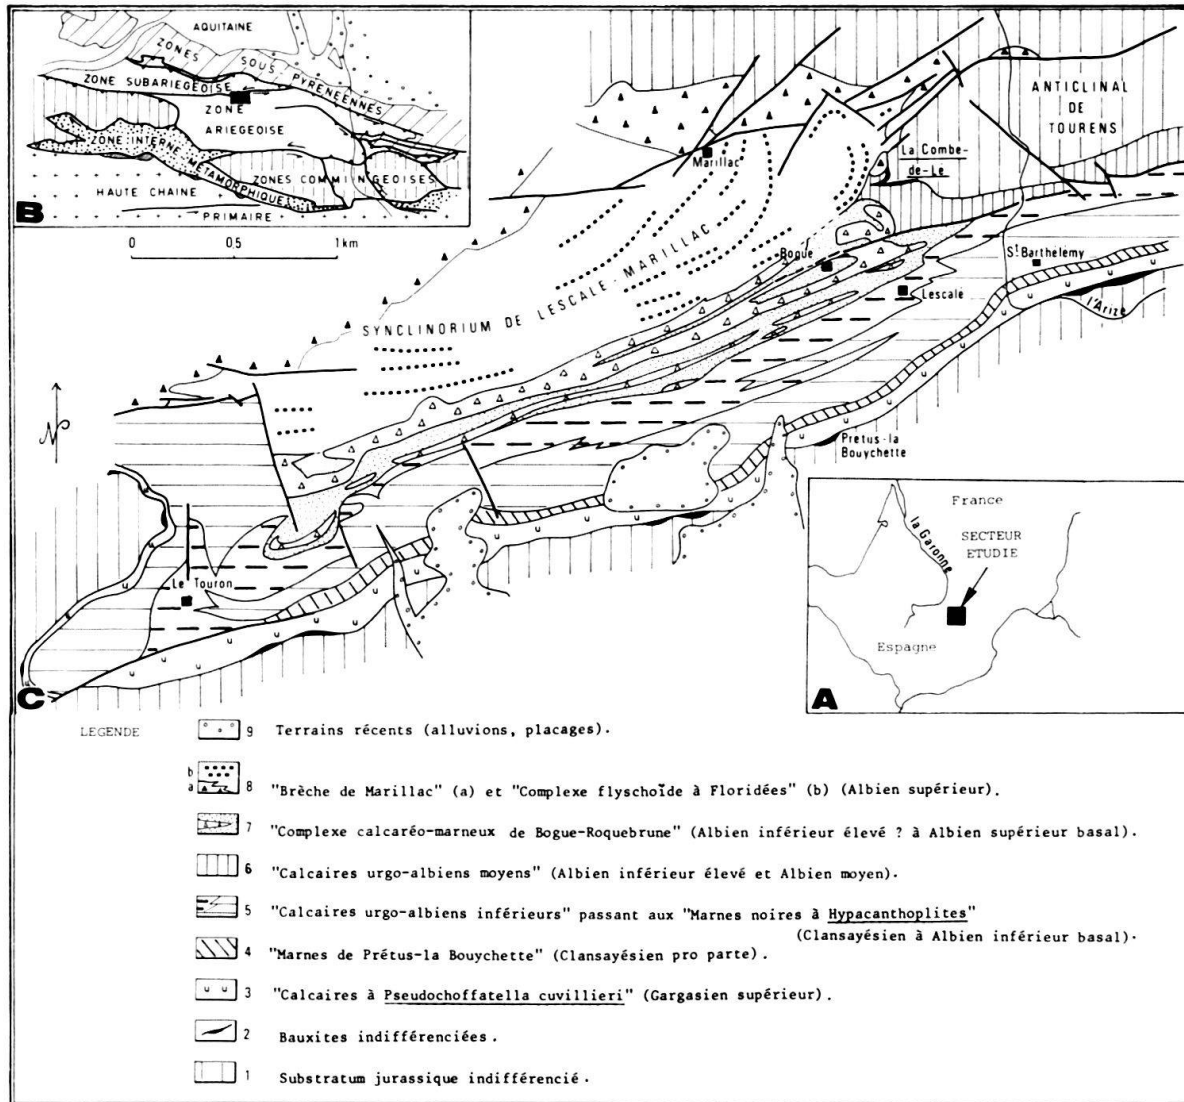 AQUITAINE
ZONES SOUS-PYRENEENNES
ZONE SUBARIEGEOISE
ZONE
ARIEGEOISE
ZONE INTERNE METAMORPHIQUE
ZONES COMMINGEOISES
HAUTE CHAINE
PRIMAIRE
B
0 0.5 1 km
ANTICLINAL
DE
TOURENS
Marillac
La Combe-
de-Le
SYNCLINORIUM DE LESCALE-MARILLAC
Bogue
Lescale
St Barthélémy
l'Arize
Prétus-la
Bouychette
N
Le Touron
C
France
la Garonne
SECTEUR
ETUDIE
Espagne
A
LEGENDE
9 Terrains récents (alluvions, placages).
b
a
8 "Brèche de Marillac" (a) et "Complexe flyschoïde à Floridées" (b) (Albien supérieur).
7 "Complexe calcaréo-marneux de Bogue-Roquebrune" (Albien inférieur élevé ? à Albien supérieur basal).
6 "Calcaires urgo-albiens moyens" (Albien inférieur élevé et Albien moyen).
5 "Calcaires urgo-albiens inférieurs" passant aux "Marnes noires à Hypacanthoplites"
(Clansayésien à Albien inférieur basal).
4 "Marnes de Prétus-la Bouychette" (Clansayésien pro parte).
3 "Calcaires à Pseudochoffatella cuvillieri" (Gargasien supérieur).
2 Bauxites indifférenciées.
1 Substratum jurassique indifférencié.